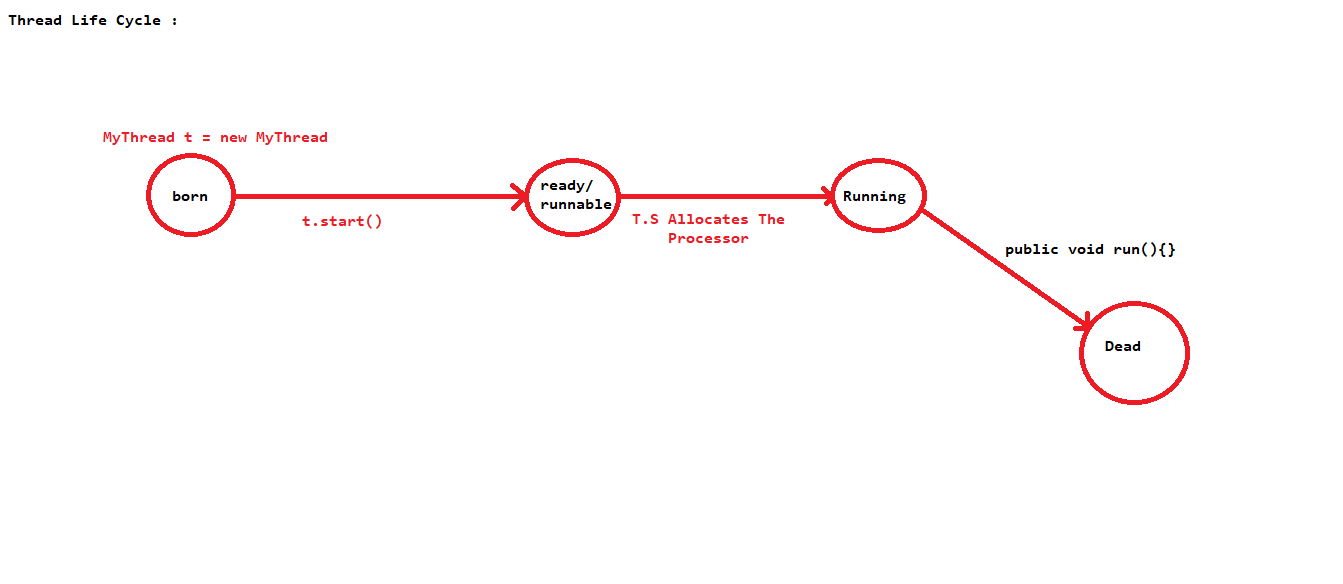 Thread Life Cycle :
MyThread t = new MyThread
born
t.start()
ready/
runnable
T.S Allocates The
Processor
Running
public void run(){}
Dead